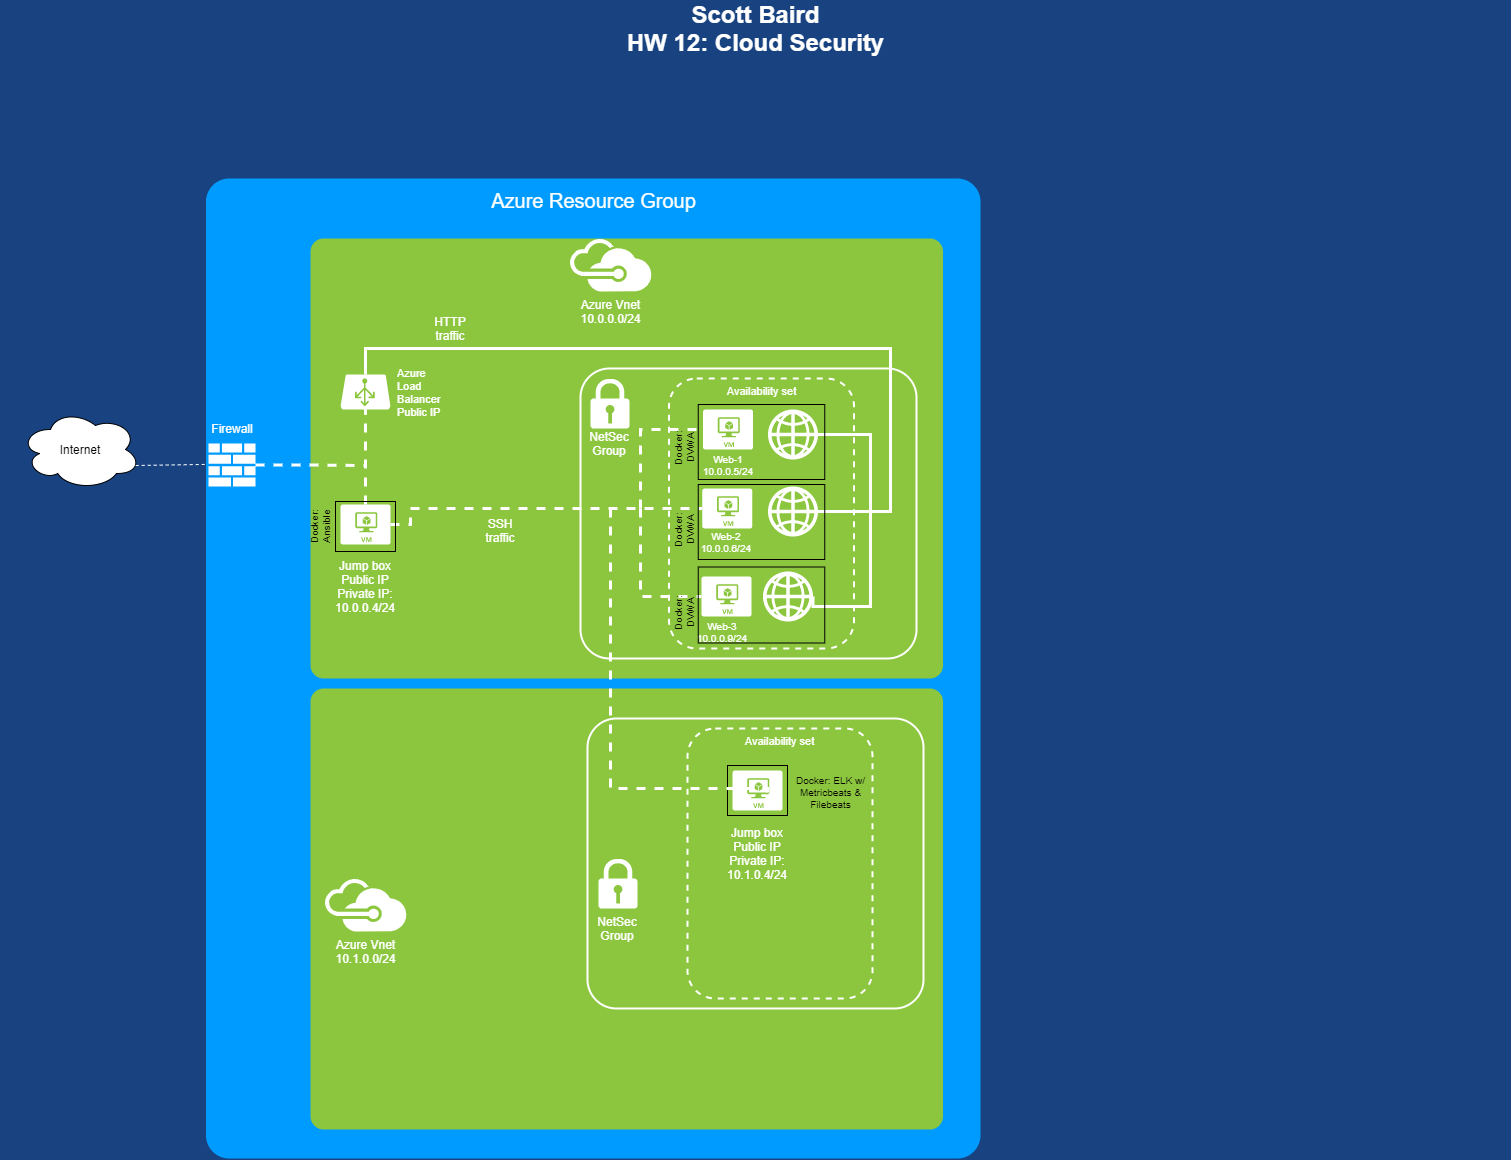 Scott Baird
HW 12: Cloud Security
Azure Resource Group
Azure Vnet
10.0.0.0/24
HTTP
traffic
Azure
Load
Balancer
Public IP
Internet
Firewall
Docker:
Ansible
VM
Jump box
Public IP
Private IP:
10.0.0.4/24
SSH
traffic
NetSec
Group
Availability set
Docker:
DVWA
VM
Web-1
10.0.0.5/24
Docker:
DVWA
VM
Web-2
10.0.0.6/24
Docker:
DVWA
VM
Web-3
10.0.0.9/24
Availability set
VM
Docker: ELK w/
Metricbeats &
Filebeats
Jump box
Public IP
Private IP:
10.1.0.4/24
NetSec
Group
Azure Vnet
10.1.0.0/24